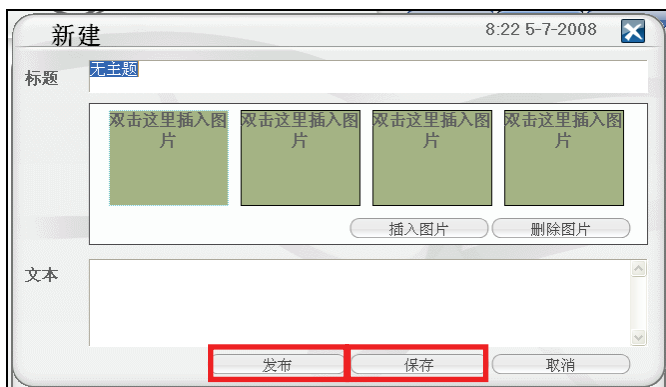 新建 8:22 5-7-2008
标题 无主题
双击这里插入图片 双击这里插入图片 双击这里插入图片 双击这里插入图片
插入图片 删除图片
文本
发布 保存 取消